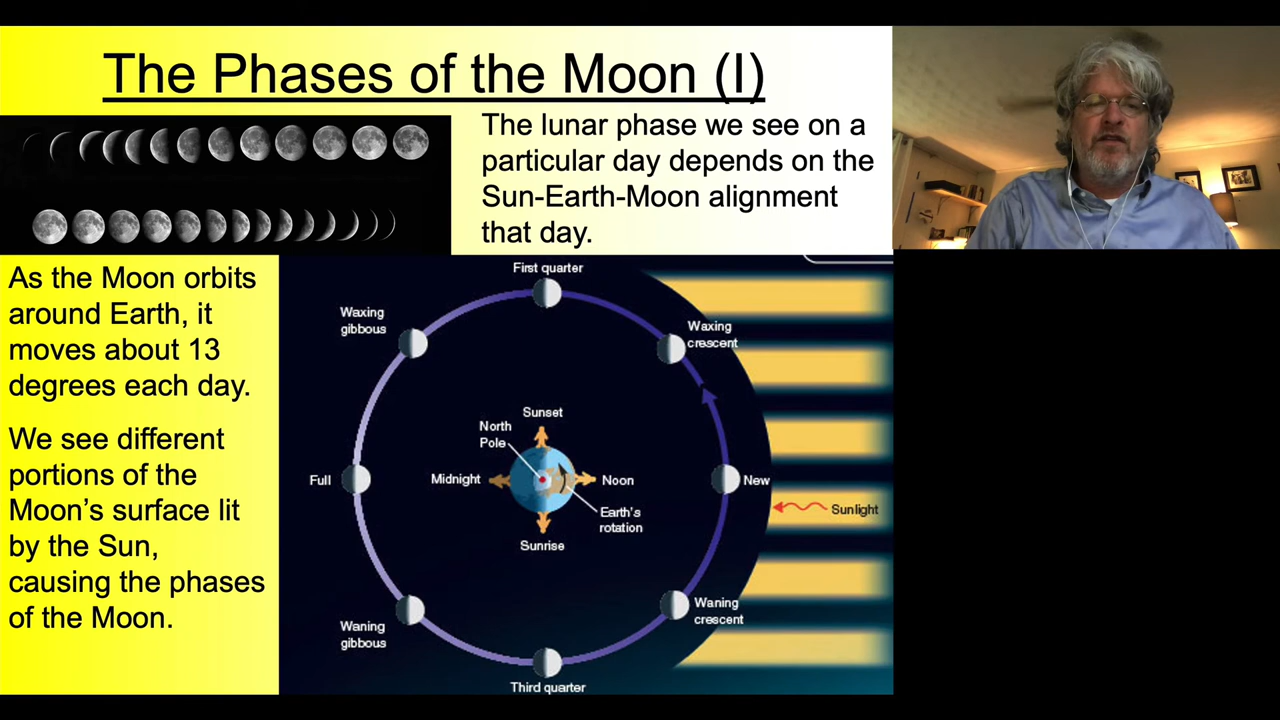 The Phases of the Moon (I)
The lunar phase we see on a
particular day depends on the
Sun-Earth-Moon alignment
that day.
As the Moon orbits
around Earth, it
moves about 13
degrees each day.
We see different
portions of the
Moon's surface lit
by the Sun,
causing the phases
of the Moon.
First quarter
Waxing
gibbous
Waxing
crescent
Sunset
North
Pole
Full
Midnight
Noon
New
Earth's
rotation
Sunlight
Sunrise
Waning
gibbous
Waning
crescent
Third quarter